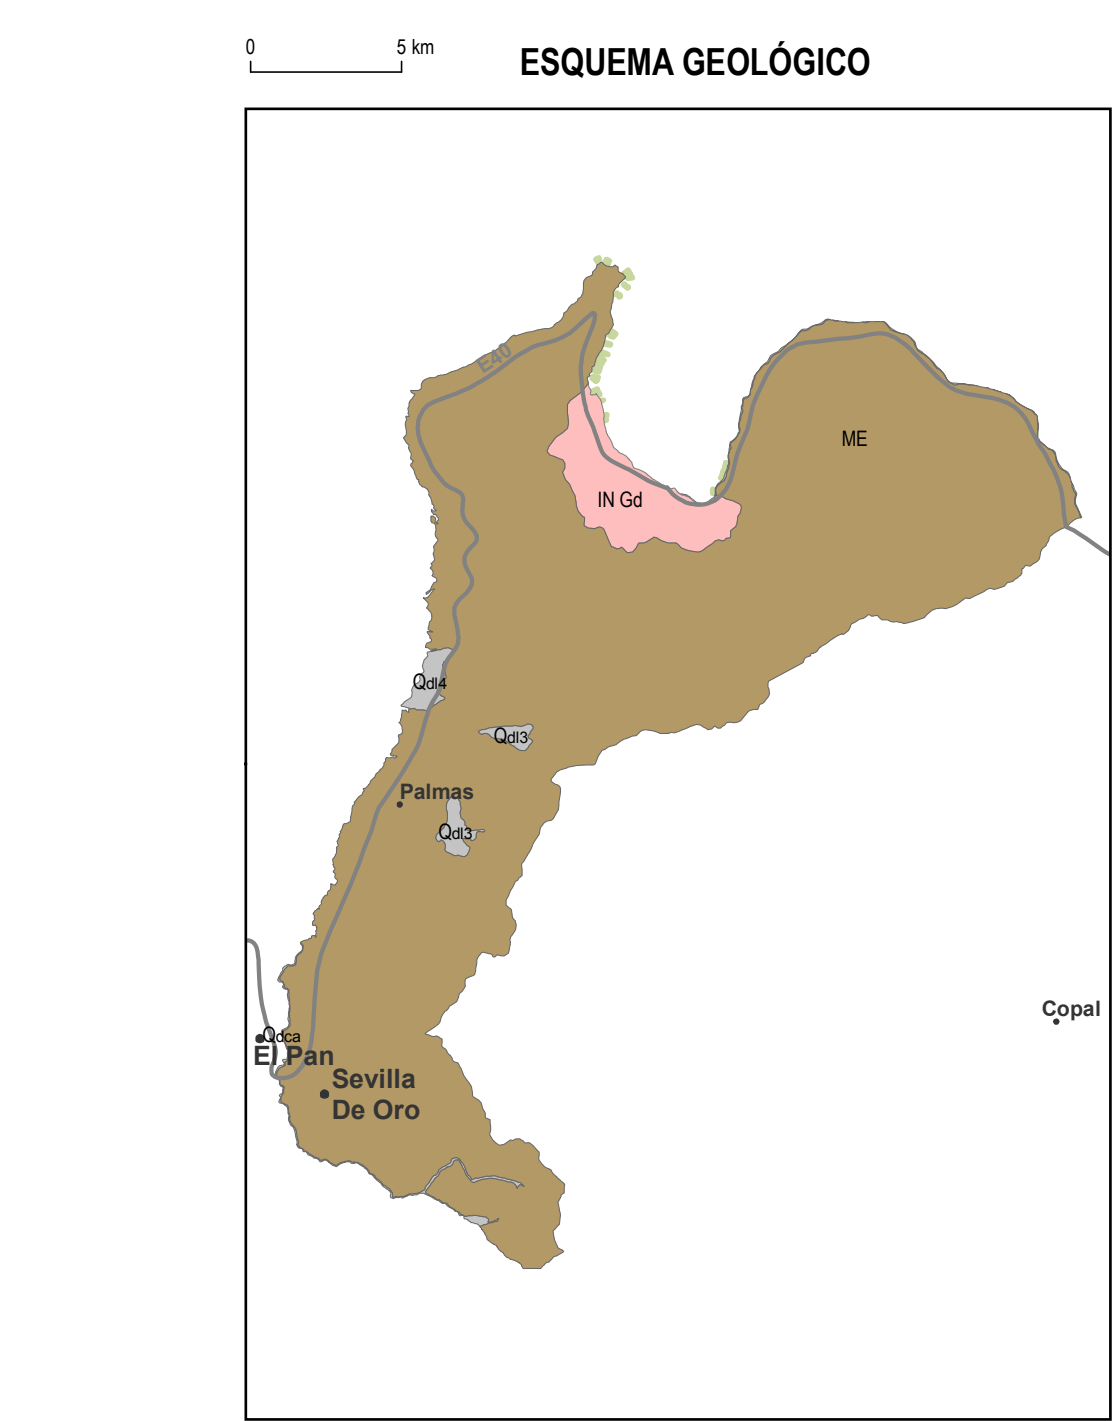 0 5 km
ESQUEMA GEOLÓGICO
E40
ME
IN Gd
Qdl4
Qdl3
Palmas
Qdl3
Copal
Qdca
El Pan
Sevilla
De Oro